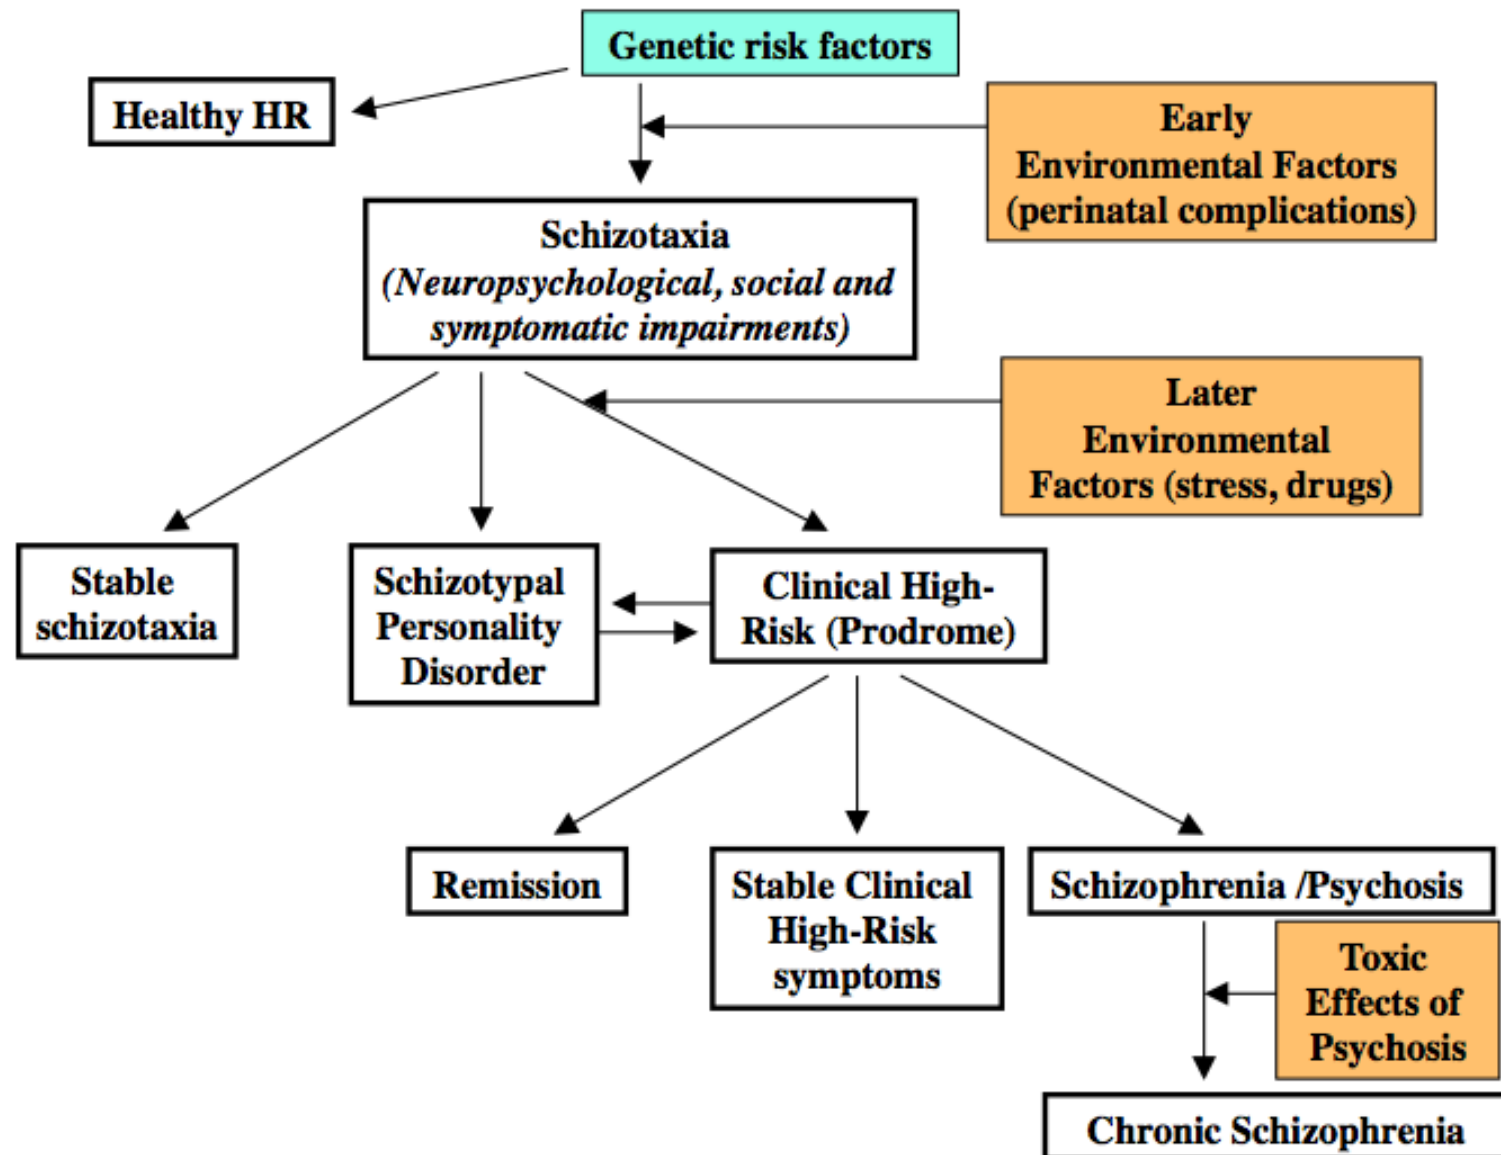 Genetic risk factors
Healthy HR
Early
Environmental Factors
(perinatal complications)
Schizotaxia
(Neuropsychological, social and
symptomatic impairments)
Later
Environmental
Factors (stress, drugs)
Stable
schizotaxia
Schizotypal
Personality
Disorder
Clinical High-
Risk (Prodrome)
Remission
Stable Clinical
High-Risk
symptoms
Schizophrenia /Psychosis
Toxic
Effects of
Psychosis
Chronic Schizophrenia